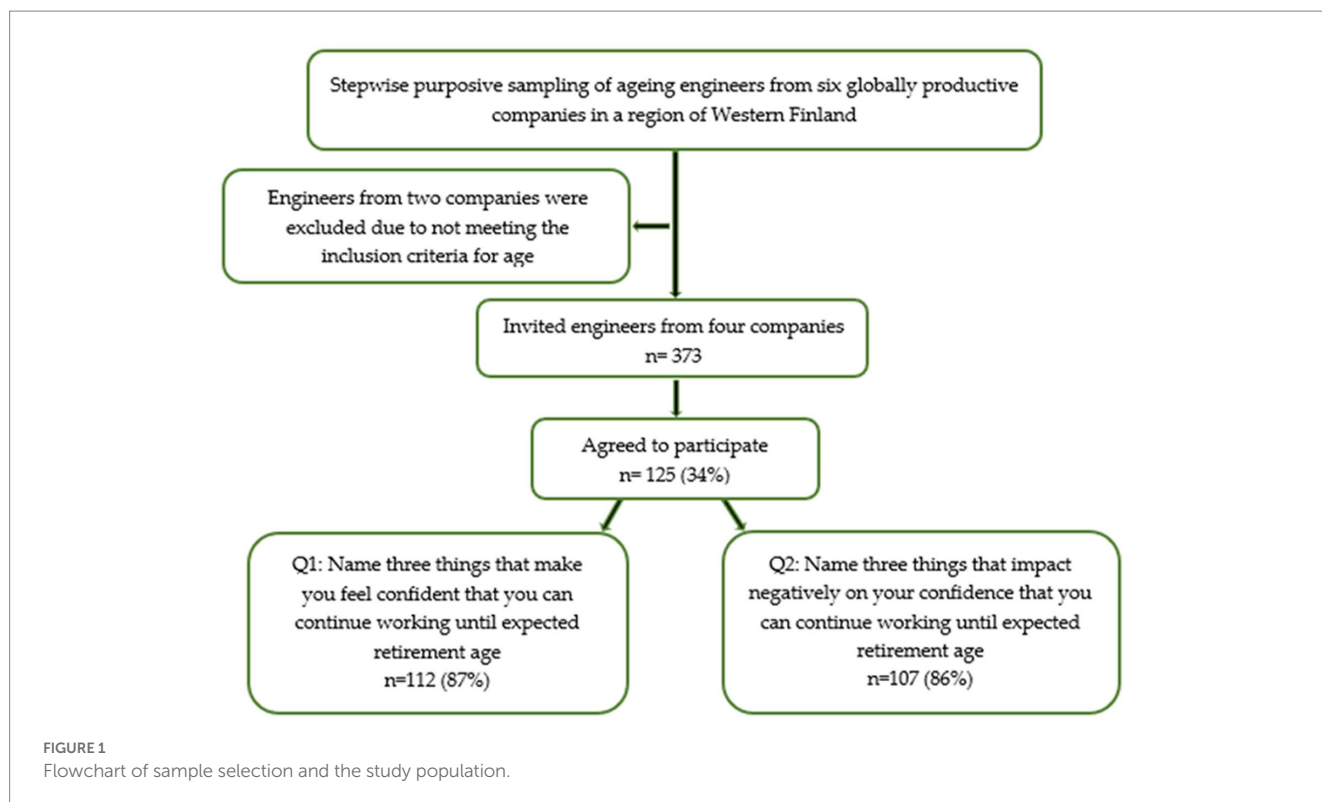 Stepwise purposive sampling of ageing engineers from six globally productive
companies in a region of Western Finland
Engineers from two companies were
excluded due to not meeting the
inclusion criteria for age
Invited engineers from four companies
n= 373
Agreed to participate
n= 125 (34%)
Q1: Name three things that make
you feel confident that you can
continue working until expected
retirement age
n=112 (87%)
Q2: Name three things that impact
negatively on your confidence that you
can continue working until expected
retirement age
n=107 (86%)
FIGURE 1
Flowchart of sample selection and the study population.